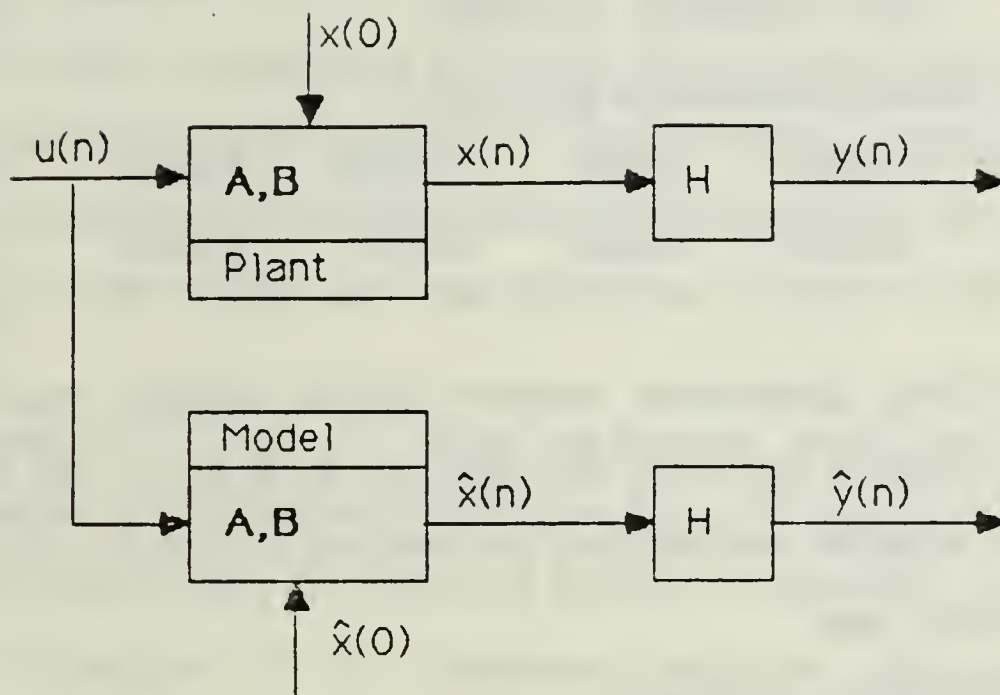 x(0)
u(n)
A,B
x(n)
H
y(n)
Plant
Model
A,B
x̂(n)
H
ŷ(n)
x̂(0)